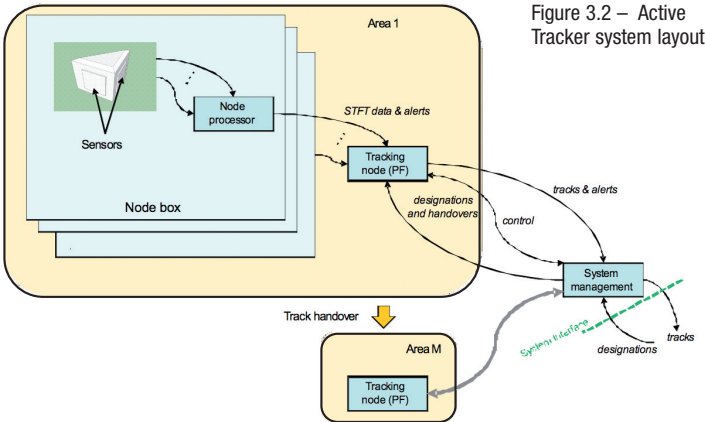 Figure 3.2 – Active
Tracker system layout
Area 1
Sensors
Node
processor
Node box
STFT data & alerts
Tracking
node (PF)
designations
and handovers
tracks & alerts
control
System
management
System Interface
designations
tracks
Track handover
Area M
Tracking
node (PF)